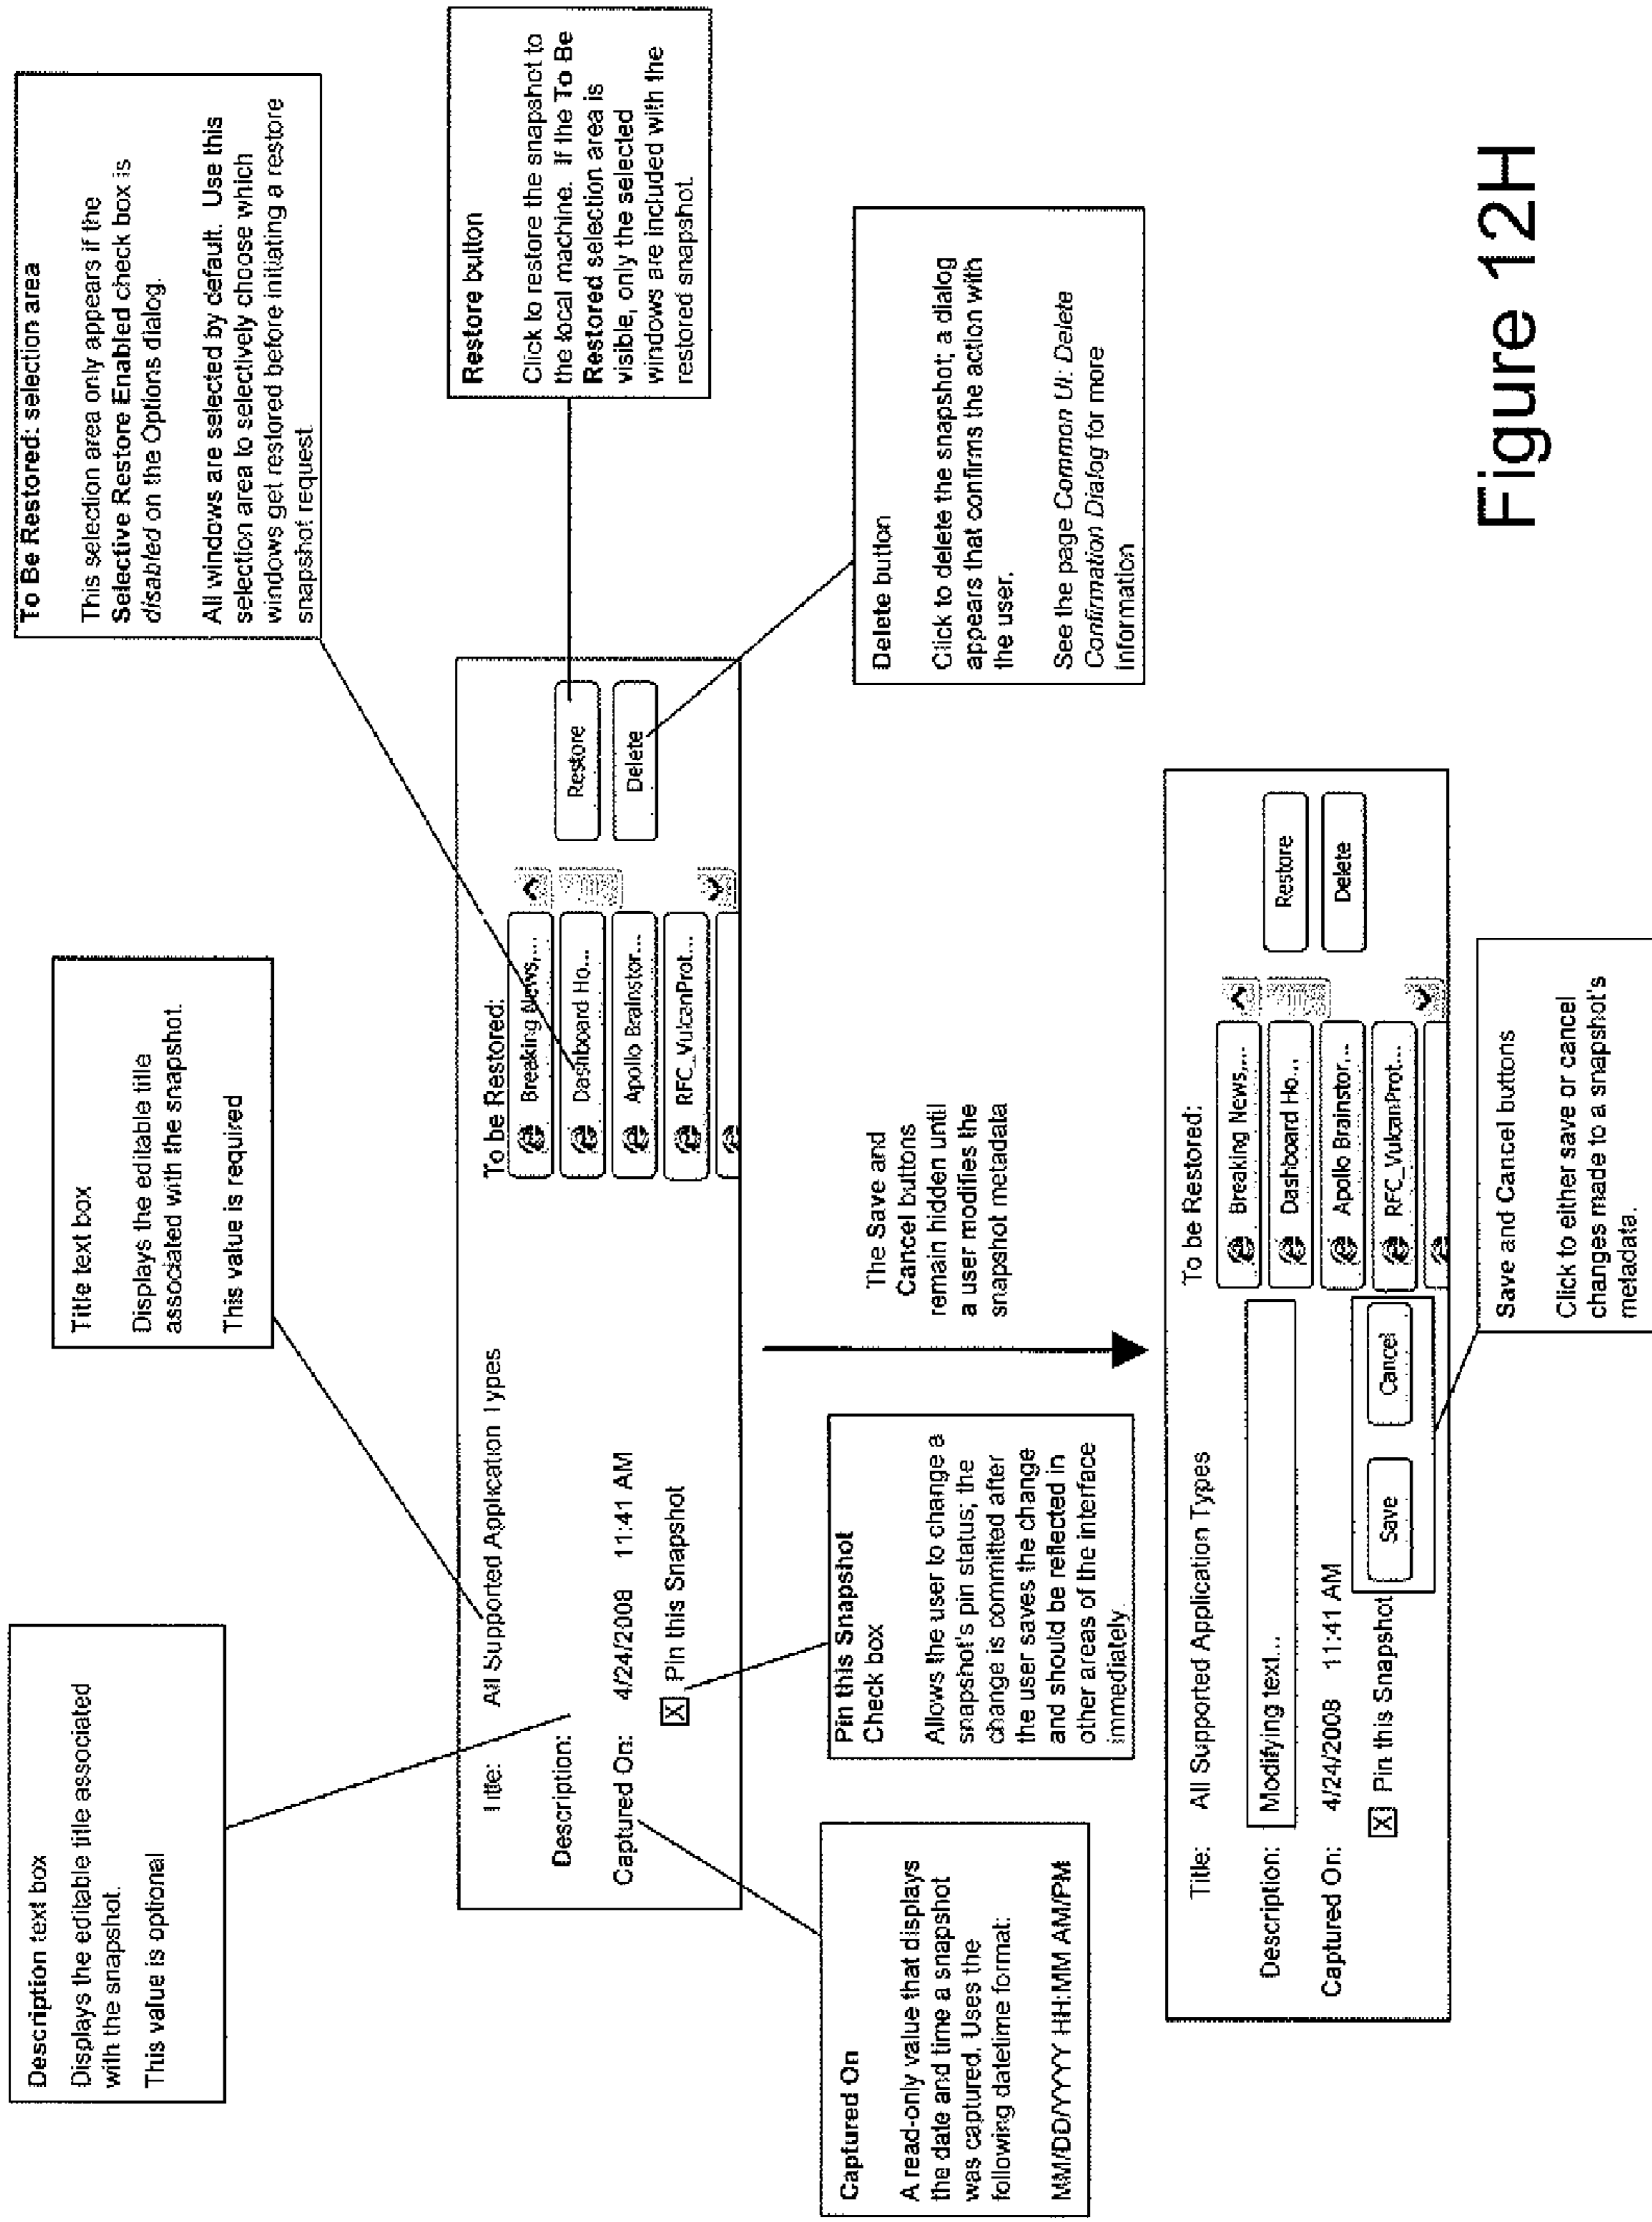 Description text box
Displays the editable title associated
with the snapshot.
This value is optional
Title text box
Displays the editable title
associated with the snapshot.
This value is required
To Be Restored: selection area
This selection area only appears if the
Selective Restore Enabled check box is
disabled on the Options dialog.
All windows are selected by default. Use this
selection area to selectively choose which
windows get restored before initiating a restore
snapshot request.
Title: All Supported Application Types
Description:
Captured On: 4/24/2008 11:41 AM
X Pin this Snapshot
To be Restored:
Breaking News,...
Dashboard Ho...
Apollo Brainstor...
RFC_VulcanProt...
Restore
Delete
Restore button
Click to restore the snapshot to
the local machine. If the To Be
Restored selection area is
visible, only the selected
windows are included with the
restored snapshot.
Captured On
A read-only value that displays
the date and time a snapshot
was captured. Uses the
following datetime format:
MM/DD/YYYY HH:MM AM/PM
Pin this Snapshot
Check box
Allows the user to change a
snapshot's pin status; the
change is committed after
the user saves the change
and should be reflected in
other areas of the interface
immediately.
The Save and
Cancel buttons
remain hidden until
a user modifies the
snapshot metadata
Delete button
Click to delete the snapshot; a dialog
appears that confirms the action with
the user.
See the page Common UI: Delete
Confirmation Dialog for more
information
Title: All Supported Application Types
Description: Modifying text...
Captured On: 4/24/2008 11:41 AM
X Pin this Snapshot
Save
Cancel
To be Restored:
Breaking News,...
Dashboard Ho...
Apollo Brainstor...
RFC_VulcanProt...
Restore
Delete
Save and Cancel buttons
Click to either save or cancel
changes made to a snapshot's
metadata.
Figure 12H